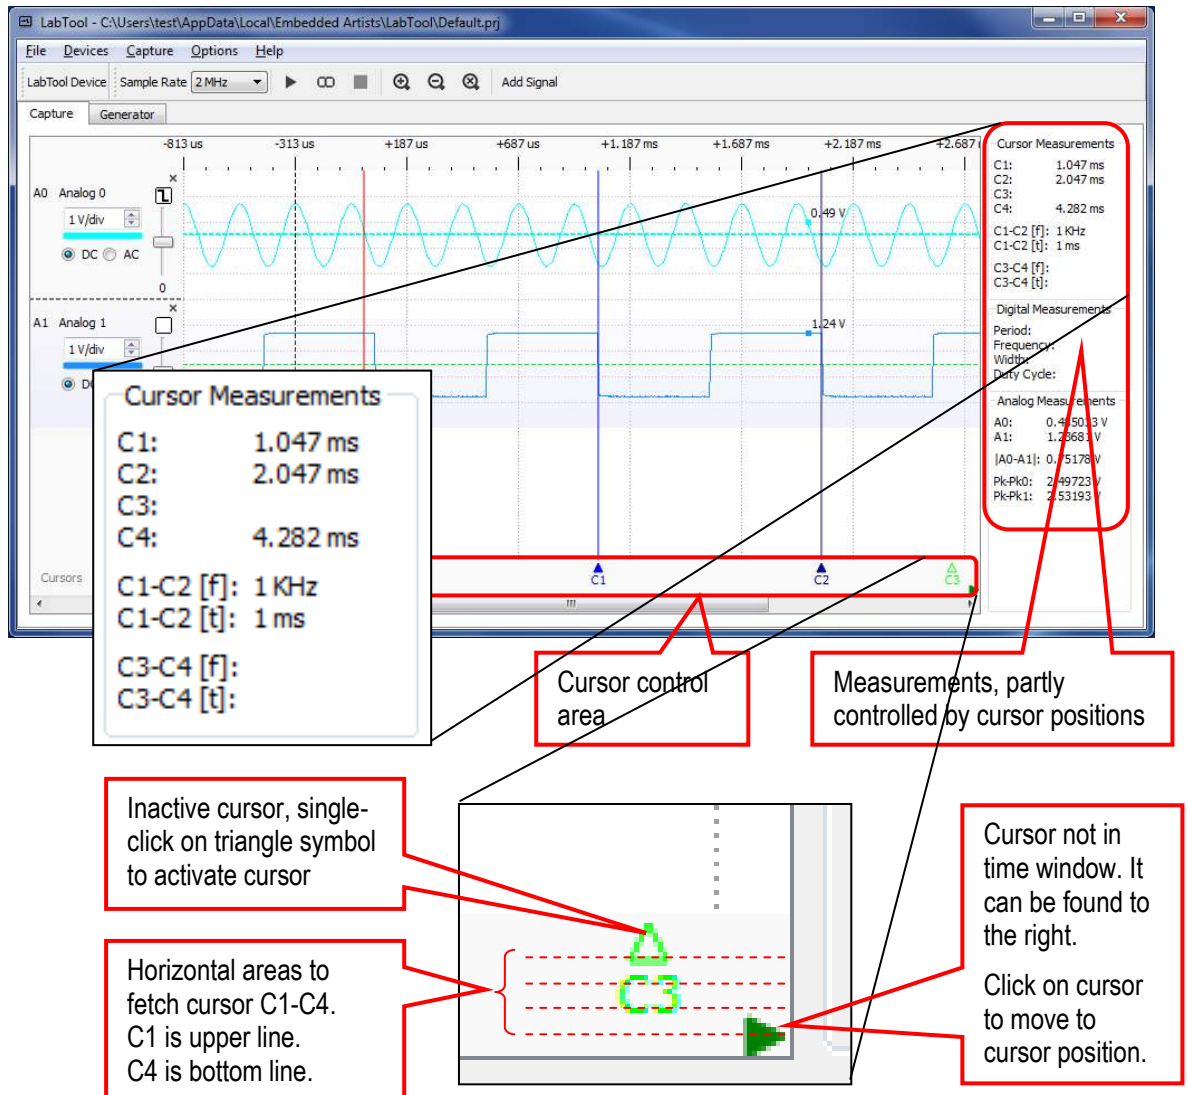 LabTool - C:\Users\test\AppData\Local\Embedded Artists\LabTool\Default.prj
File Devices Capture Options Help
LabTool Device Sample Rate 2 MHz Add Signal
Capture Generator
-813 us -313 us +187 us +687 us +1.187 ms +1.687 ms +2.187 ms +2.687
A0 Analog 0
1 V/div
DC AC
0
0.49 V
A1 Analog 1
1 V/div
1.24 V
Cursors
C1 C2 C3
Cursor Measurements
C1: 1.047 ms
C2: 2.047 ms
C3:
C4: 4.282 ms
C1-C2 [f]: 1 KHz
C1-C2 [t]: 1 ms
C3-C4 [f]:
C3-C4 [t]:
Digital Measurements
Period:
Frequency:
Width:
Duty Cycle:
Analog Measurements
A0: V
A1: V
|A0-A1|: V
Pk-Pk0: V
Pk-Pk1: V
Cursor Measurements
C1: 1.047 ms
C2: 2.047 ms
C3:
C4: 4.282 ms
C1-C2 [f]: 1 KHz
C1-C2 [t]: 1 ms
C3-C4 [f]:
C3-C4 [t]:
Cursor control
area
Measurements, partly
controlled by cursor positions
Inactive cursor, single-
click on triangle symbol
to activate cursor
Horizontal areas to
fetch cursor C1-C4.
C1 is upper line.
C4 is bottom line.
C3
Cursor not in
time window. It
can be found to
the right.
Click on cursor
to move to
cursor position.